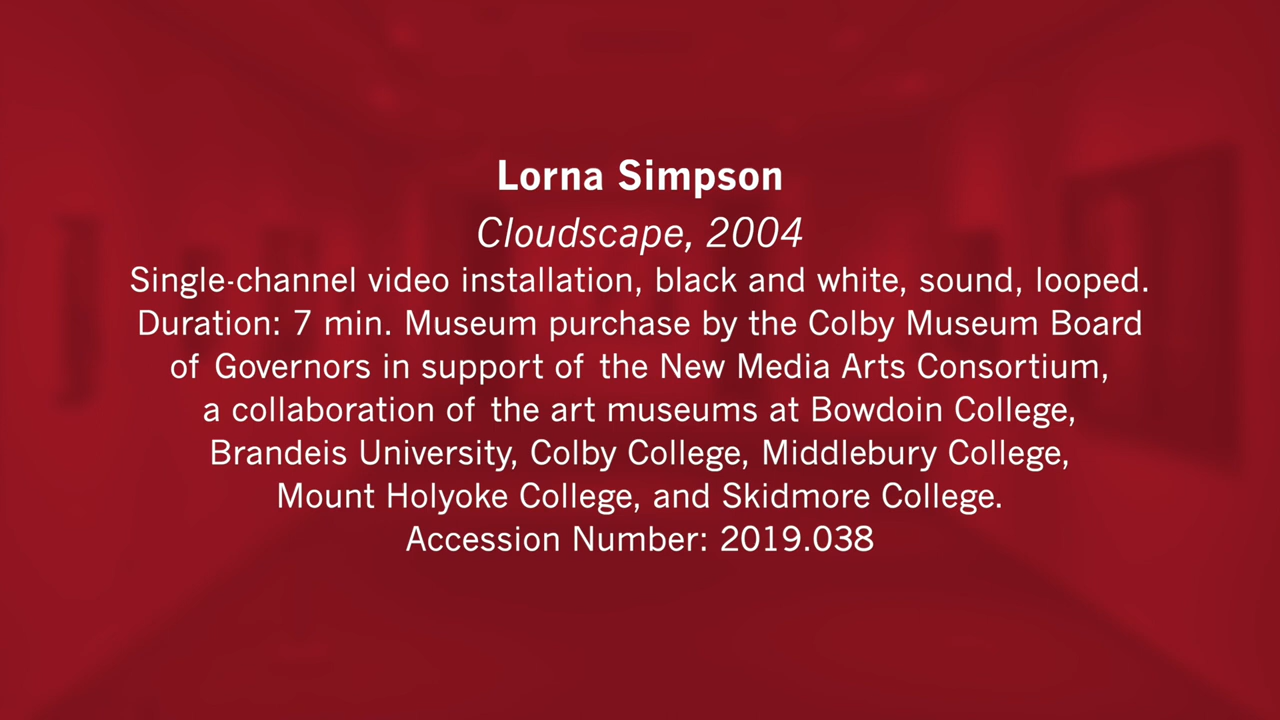 Lorna Simpson
Cloudscape, 2004
Single-channel video installation, black and white, sound, looped.
Duration: 7 min. Museum purchase by the Colby Museum Board
of Governors in support of the New Media Arts Consortium,
a collaboration of the art museums at Bowdoin College,
Brandeis University, Colby College, Middlebury College,
Mount Holyoke College, and Skidmore College.
Accession Number: 2019.038